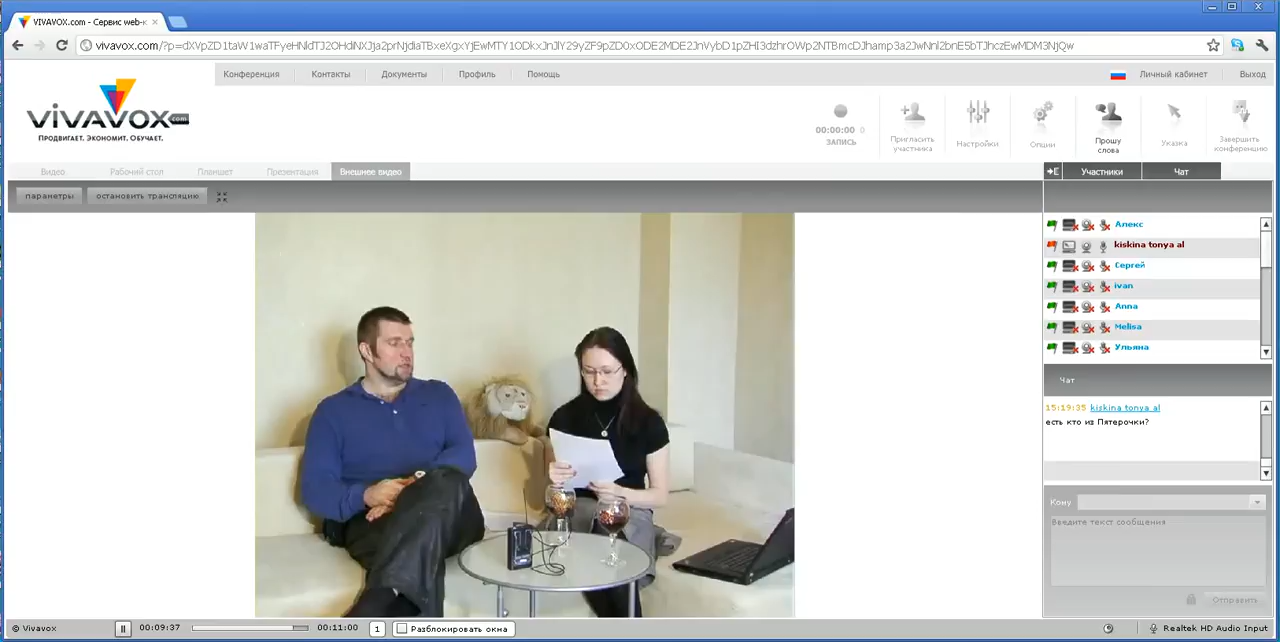 VIVAVOX.com - Сервис web-к
Конференция Контакты Документы Профиль Помощь Личный кабинет Выход
VIVAVOX.com
ПРОДВИГАЕТ. ЭКОНОМИТ. ОБУЧАЕТ.
00:00:00 0
ЗАПИСЬ
Пригласить участника
Настройки
Опции
Прошу слова
Указка
Завершить конференцию
Видео Рабочий стол Планшет Презентация Внешнее видео
Участники Чат
параметры остановить трансляцию
Алекс
kiskina tonya al
Сергей
ivan
Anna
Melisa
Ульяна
Чат
15:19:35 kiskina tonya al
есть кто из Пятерочки?
Кому
Введите текст сообщения
Отправить
© Vivavox 00:09:37 00:11:00 1 Разблокировать окна Realtek HD Audio Input